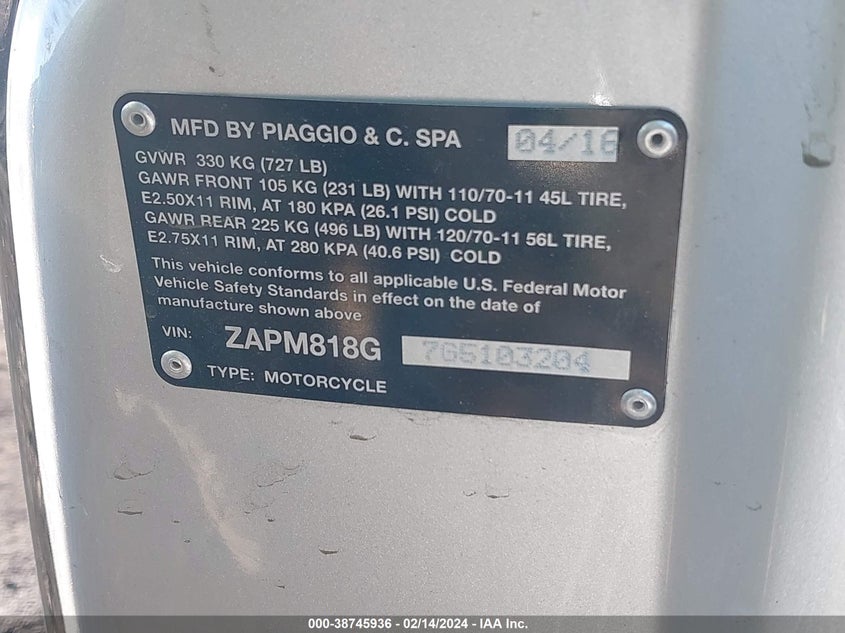 MFD BY PIAGGIO & C. SPA 04/16
GVWR 330 KG (727 LB)
GAWR FRONT 105 KG (231 LB) WITH 110/70-11 45L TIRE,
E2.50X11 RIM, AT 180 KPA (26.1 PSI) COLD
GAWR REAR 225 KG (496 LB) WITH 120/70-11 56L TIRE,
E2.75X11 RIM, AT 280 KPA (40.6 PSI) COLD
This vehicle conforms to all applicable U.S. Federal Motor
Vehicle Safety Standards in effect on the date of
manufacture shown above
VIN: ZAPM818G 7G5103204
TYPE: MOTORCYCLE
000-38745936 - 02/14/2024 - IAA Inc.